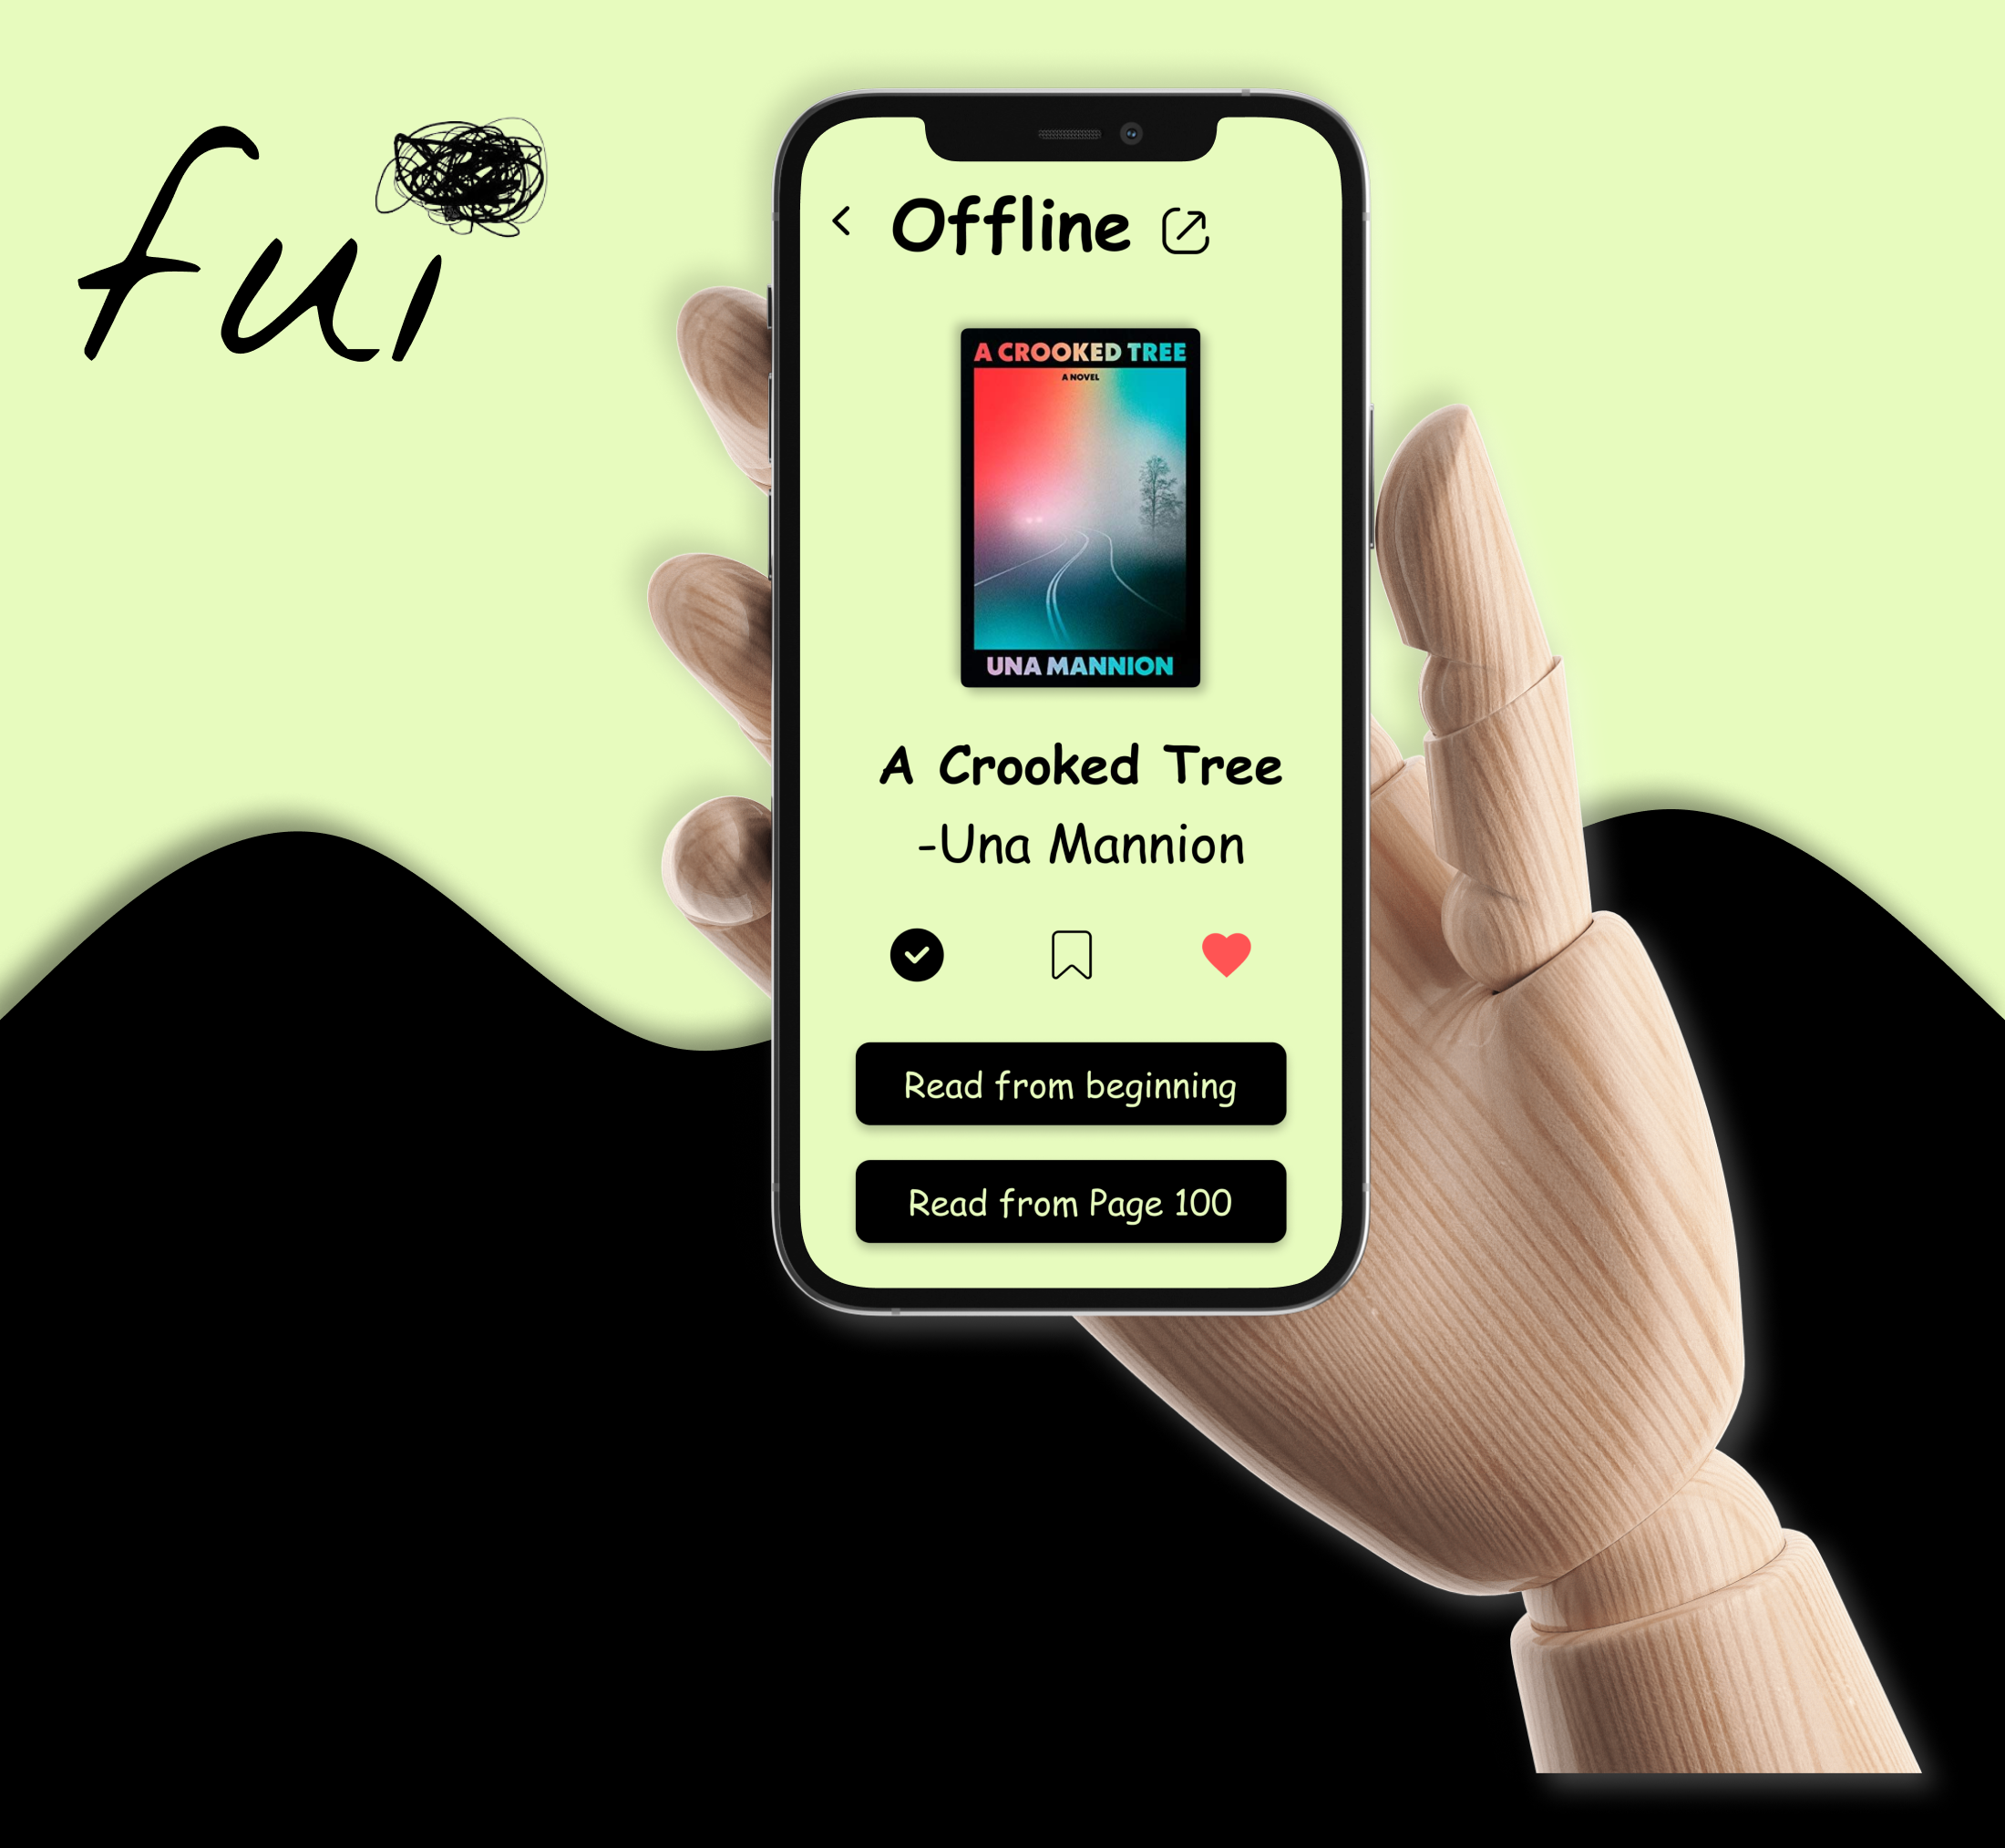 fui
Offline
A CROOKED TREE
A NOVEL
UNA MANNION
A Crooked Tree
-Una Mannion
Read from beginning
Read from Page 100